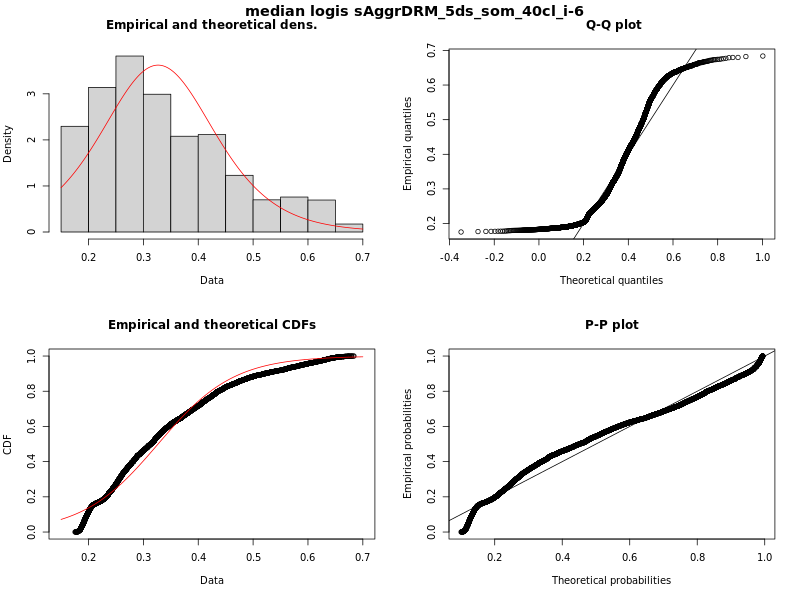 median logis sAggrDRM_5ds_som_40cl_i-6
Empirical and theoretical dens.
Density
0 1 2 3
0.2 0.3 0.4 0.5 0.6 0.7
Data
Q-Q plot
Empirical quantiles
0.2 0.3 0.4 0.5 0.6 0.7
-0.4 -0.2 0.0 0.2 0.4 0.6 0.8 1.0
Theoretical quantiles
Empirical and theoretical CDFs
CDF
0.0 0.2 0.4 0.6 0.8 1.0
0.2 0.3 0.4 0.5 0.6 0.7
Data
P-P plot
Empirical probabilities
0.0 0.2 0.4 0.6 0.8 1.0
0.2 0.4 0.6 0.8 1.0
Theoretical probabilities